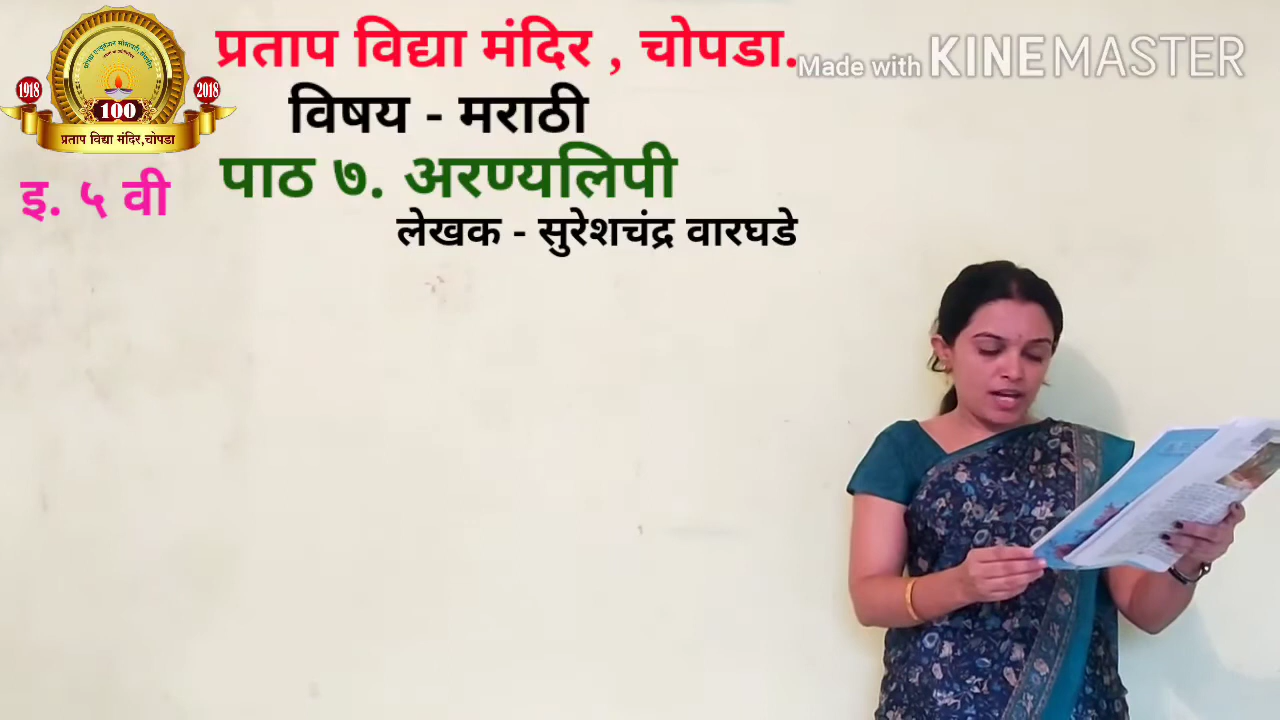 प्रताप विद्या मंदिर , चोपडा.
Made with KINEMASTER
विषय - मराठी
1918
2018
100
प्रताप विद्या मंदिर,चोपडा
पाठ ७. अरण्यलिपी
इ. ५ वी
लेखक - सुरेशचंद्र वारघडे